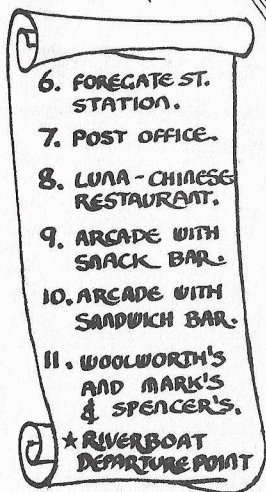 6. FOREGATE ST.
STATION.
7. POST OFFICE.
8. LUNA - CHINESE
RESTAURANT.
9. ARCADE WITH
SNACK BAR.
10. ARCADE WITH
SANDWICH BAR.
11. WOOLWORTH'S
AND MARK'S
& SPENCER'S.
★ RIVERBOAT
DEPARTURE POINT